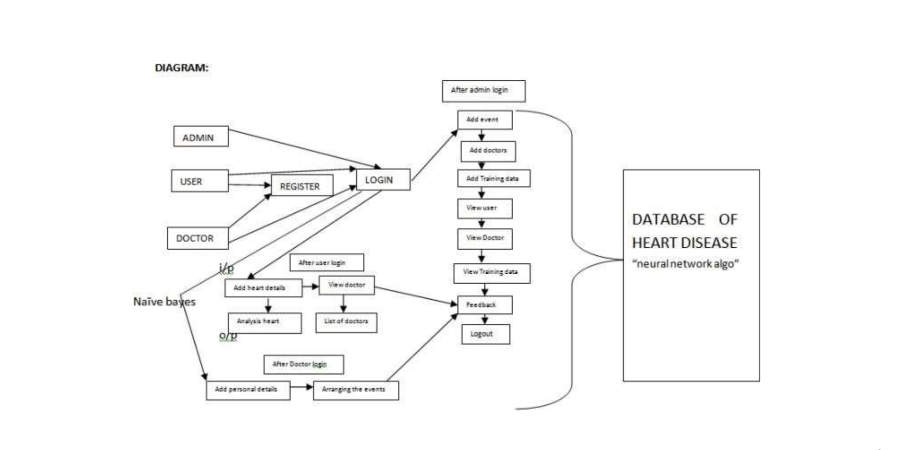 DIAGRAM:
After admin login
Add event
ADMIN
Add doctors
USER
REGISTER
LOGIN
Add Training data
View user
DOCTOR
View Doctor
DATABASE OF
HEART DISEASE
"neural network algo"
i/p
After user login
View Training data
Add heart details
View doctor
Naïve bayes
Feedback
Analysis heart
List of doctors
o/p
Logout
After Doctor login
Add personal details
Arranging the events